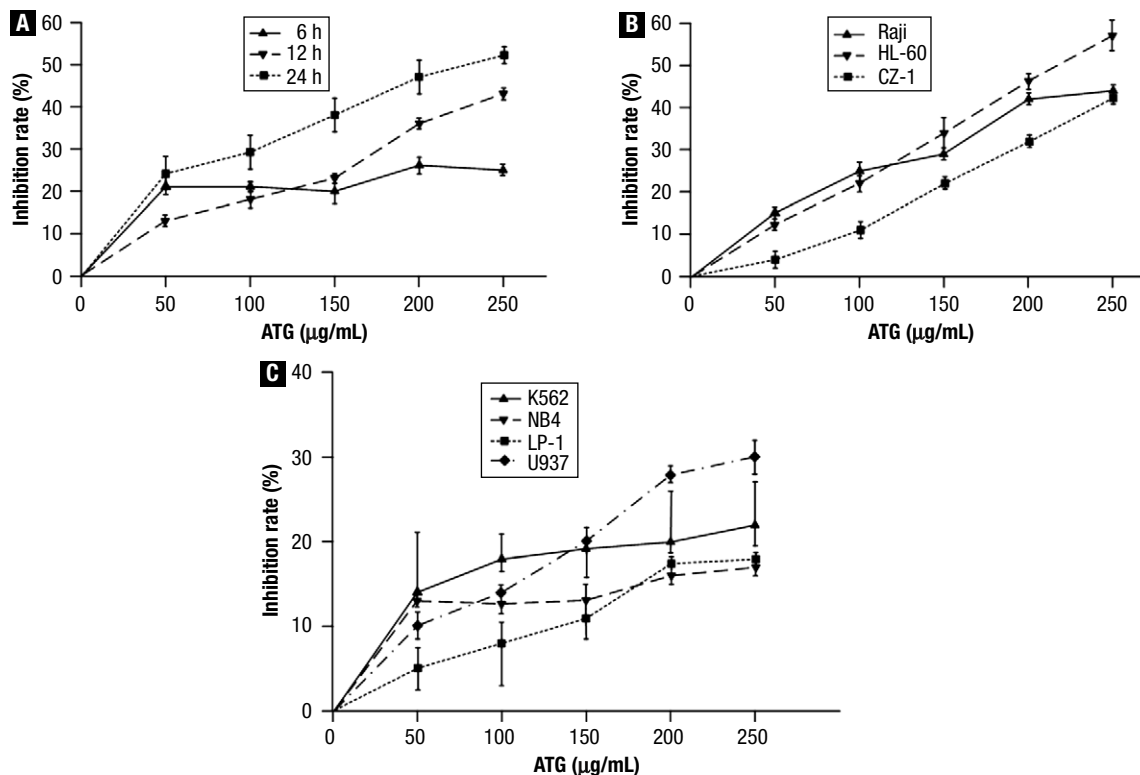 A
Inhibition rate (%)
60
50
40
30
20
10
0
6 h
12 h
24 h
0 50 100 150 200 250
ATG (μg/mL)
B
Inhibition rate (%)
60
50
40
30
20
10
0
Raji
HL-60
CZ-1
0 50 100 150 200 250
ATG (μg/mL)
C
Inhibition rate (%)
40
30
20
10
0
K562
NB4
LP-1
U937
0 50 100 150 200 250
ATG (μg/mL)